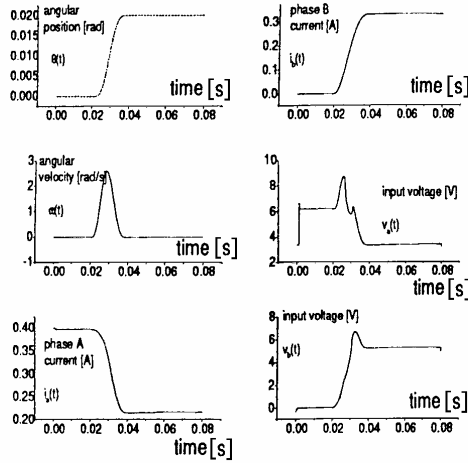 0.020
0.015
0.010
0.005
0.000
angular
position [rad]
θ(t)
0.00 0.02 0.04 0.06 0.08
time [s]
0.3
0.2
0.1
0.0
phase B
current [A]
i_b(t)
0.00 0.02 0.04 0.06 0.08
time [s]
3
2
1
0
-1
angular
velocity [rad/s]
ω(t)
0.00 0.02 0.04 0.06 0.08
time [s]
10
8
6
4
2
input voltage [V]
v_a(t)
0.00 0.02 0.04 0.06 0.08
time [s]
0.40
0.35
0.30
0.25
0.20
phase A
current [A]
i_a(t)
0.00 0.02 0.04 0.06 0.08
time [s]
8
6
4
2
0
input voltage [V]
v_b(t)
0.00 0.02 0.04 0.06 0.08
time [s]